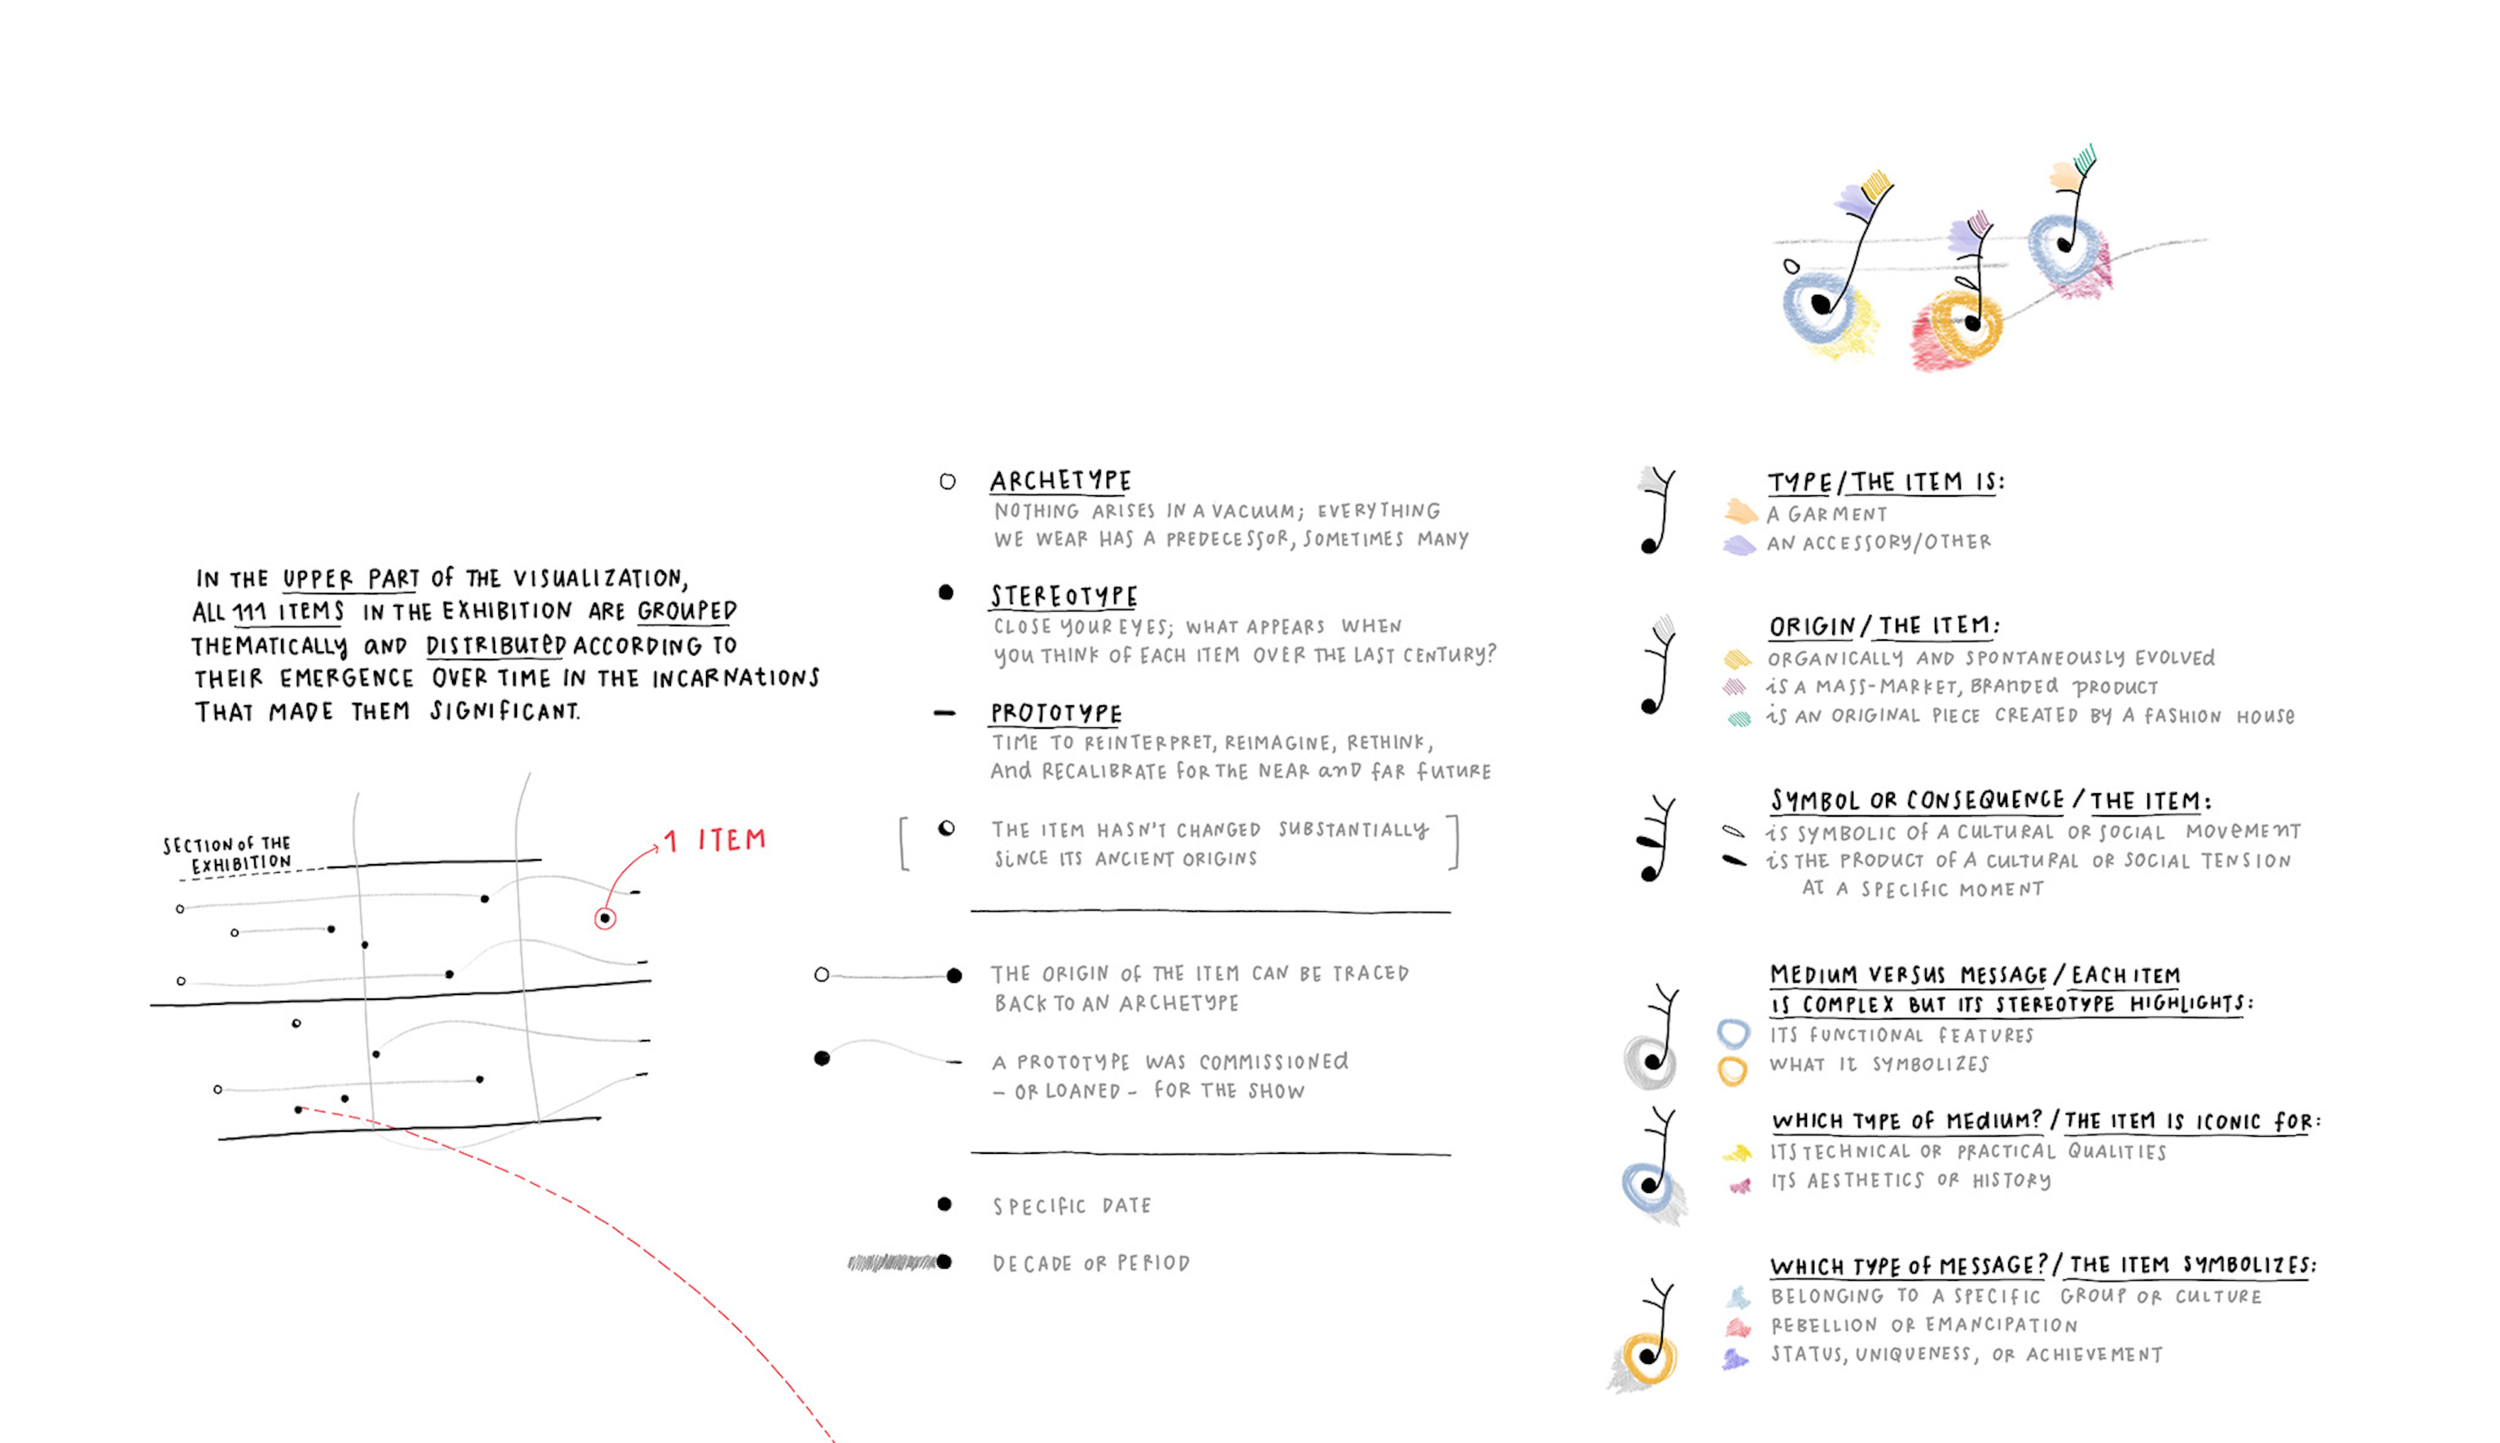 IN THE UPPER PART OF THE VISUALIZATION,
ALL 111 ITEMS IN THE EXHIBITION ARE GROUPED
THEMATICALLY AND DISTRIBUTED ACCORDING TO
THEIR EMERGENCE OVER TIME IN THE INCARNATIONS
THAT MADE THEM SIGNIFICANT.
SECTION OF THE
EXHIBITION
1 ITEM
ARCHETYPE
NOTHING ARISES IN A VACUUM; EVERYTHING
WE WEAR HAS A PREDECESSOR, SOMETIMES MANY
STEREOTYPE
CLOSE YOUR EYES; WHAT APPEARS WHEN
YOU THINK OF EACH ITEM OVER THE LAST CENTURY?
PROTOTYPE
TIME TO REINTERPRET, REIMAGINE, RETHINK,
AND RECALIBRATE FOR THE NEAR AND FAR FUTURE
[ THE ITEM HASN'T CHANGED SUBSTANTIALLY
SINCE ITS ANCIENT ORIGINS ]
THE ORIGIN OF THE ITEM CAN BE TRACED
BACK TO AN ARCHETYPE
A PROTOTYPE WAS COMMISSIONED
- OR LOANED - FOR THE SHOW
SPECIFIC DATE
DECADE OR PERIOD
TYPE/THE ITEM IS:
A GARMENT
AN ACCESSORY/OTHER
ORIGIN/THE ITEM:
ORGANICALLY AND SPONTANEOUSLY EVOLVED
IS A MASS-MARKET, BRANDED PRODUCT
IS AN ORIGINAL PIECE CREATED BY A FASHION HOUSE
SYMBOL OR CONSEQUENCE/THE ITEM:
IS SYMBOLIC OF A CULTURAL OR SOCIAL MOVEMENT
IS THE PRODUCT OF A CULTURAL OR SOCIAL TENSION
AT A SPECIFIC MOMENT
MEDIUM VERSUS MESSAGE/EACH ITEM
IS COMPLEX BUT ITS STEREOTYPE HIGHLIGHTS:
ITS FUNCTIONAL FEATURES
WHAT IT SYMBOLIZES
WHICH TYPE OF MEDIUM?/THE ITEM IS ICONIC FOR:
ITS TECHNICAL OR PRACTICAL QUALITIES
ITS AESTHETICS OR HISTORY
WHICH TYPE OF MESSAGE?/THE ITEM SYMBOLIZES:
BELONGING TO A SPECIFIC GROUP OR CULTURE
REBELLION OR EMANCIPATION
STATUS, UNIQUENESS, OR ACHIEVEMENT